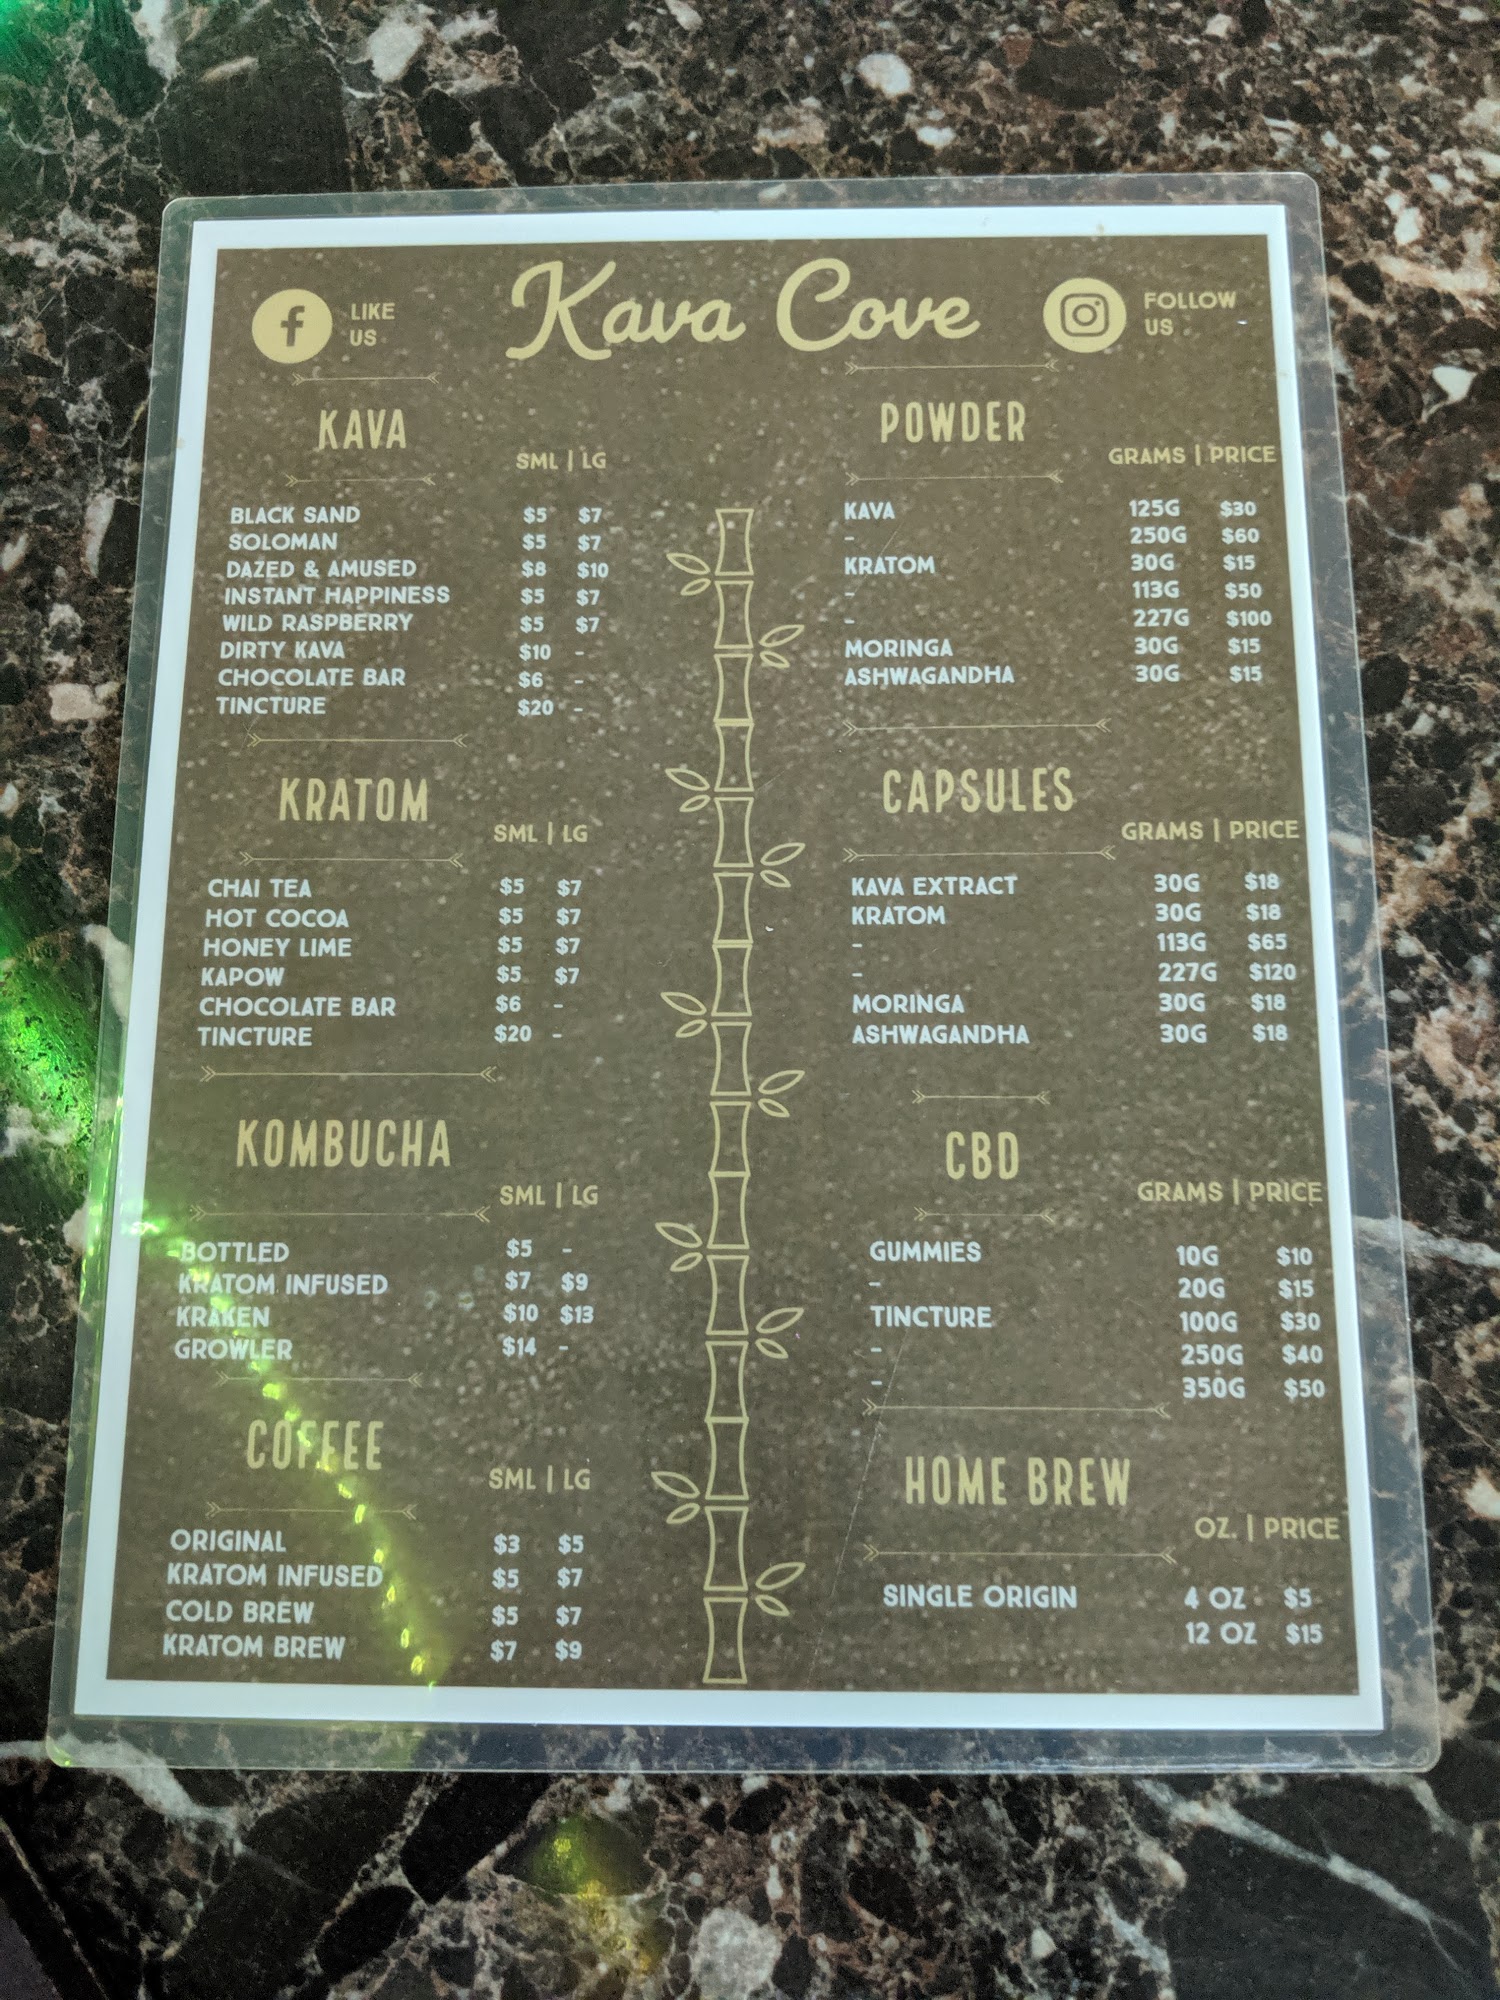 LIKE US
Kava Cove
FOLLOW US
KAVA
SML | LG
BLACK SAND $5 $7
SOLOMAN $5 $7
DAZED & AMUSED $8 $10
INSTANT HAPPINESS $5 $7
WILD RASPBERRY $5 $7
DIRTY KAVA $10 -
CHOCOLATE BAR $6 -
TINCTURE $20 -
KRATOM
SML | LG
CHAI TEA $5 $7
HOT COCOA $5 $7
HONEY LIME $5 $7
KAPOW $5 $7
CHOCOLATE BAR $6 -
TINCTURE $20 -
KOMBUCHA
SML | LG
BOTTLED $5 -
KRATOM INFUSED $7 $9
KRAKEN $10 $13
GROWLER $14 -
COFFEE
SML | LG
ORIGINAL $3 $5
KRATOM INFUSED $5 $7
COLD BREW $5 $7
KRATOM BREW $7 $9
POWDER
GRAMS | PRICE
KAVA 125G $30
- 250G $60
KRATOM 30G $15
- 113G $50
- 227G $100
MORINGA 30G $15
ASHWAGANDHA 30G $15
CAPSULES
GRAMS | PRICE
KAVA EXTRACT 30G $18
KRATOM 30G $18
- 113G $65
- 227G $120
MORINGA 30G $18
ASHWAGANDHA 30G $18
CBD
GRAMS | PRICE
GUMMIES 10G $10
- 20G $15
TINCTURE 100G $30
- 250G $40
- 350G $50
HOME BREW
OZ. | PRICE
SINGLE ORIGIN 4 OZ $5
12 OZ $15